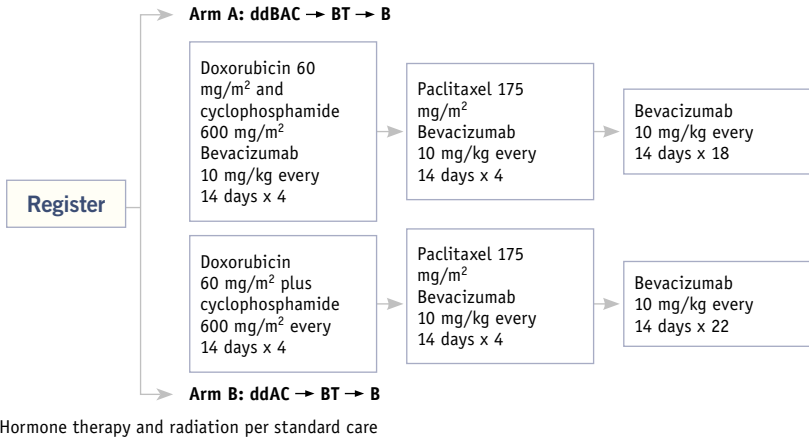 Arm A: ddBAC → BT → B
Doxorubicin 60
mg/m² and
cyclophosphamide
600 mg/m²
Bevacizumab
10 mg/kg every
14 days x 4
Paclitaxel 175
mg/m²
Bevacizumab
10 mg/kg every
14 days x 4
Bevacizumab
10 mg/kg every
14 days x 18
Register
Doxorubicin
60 mg/m² plus
cyclophosphamide
600 mg/m² every
14 days x 4
Paclitaxel 175
mg/m²
Bevacizumab
10 mg/kg every
14 days x 4
Bevacizumab
10 mg/kg every
14 days x 22
Arm B: ddAC → BT → B
Hormone therapy and radiation per standard care